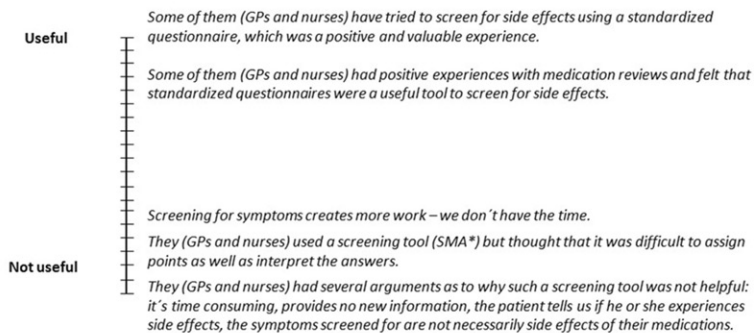 Some of them (GPs and nurses) have tried to screen for side effects using a standardized
Useful
questionnaire, which was a positive and valuable experience.
Some of them (GPs and nurses) had positive experiences with medication reviews and felt that
standardized questionnaires were a useful tool to screen for side effects.
Screening for symptoms creates more work – we don´t have the time.
They (GPs and nurses) used a screening tool (SMA*) but thought that it was difficult to assign
points as well as interpret the answers.
Not useful
They (GPs and nurses) had several arguments as to why such a screening tool was not helpful:
it´s time consuming, provides no new information, the patient tells us if he or she experiences
side effects, the symptoms screened for are not necessarily side effects of their medications.